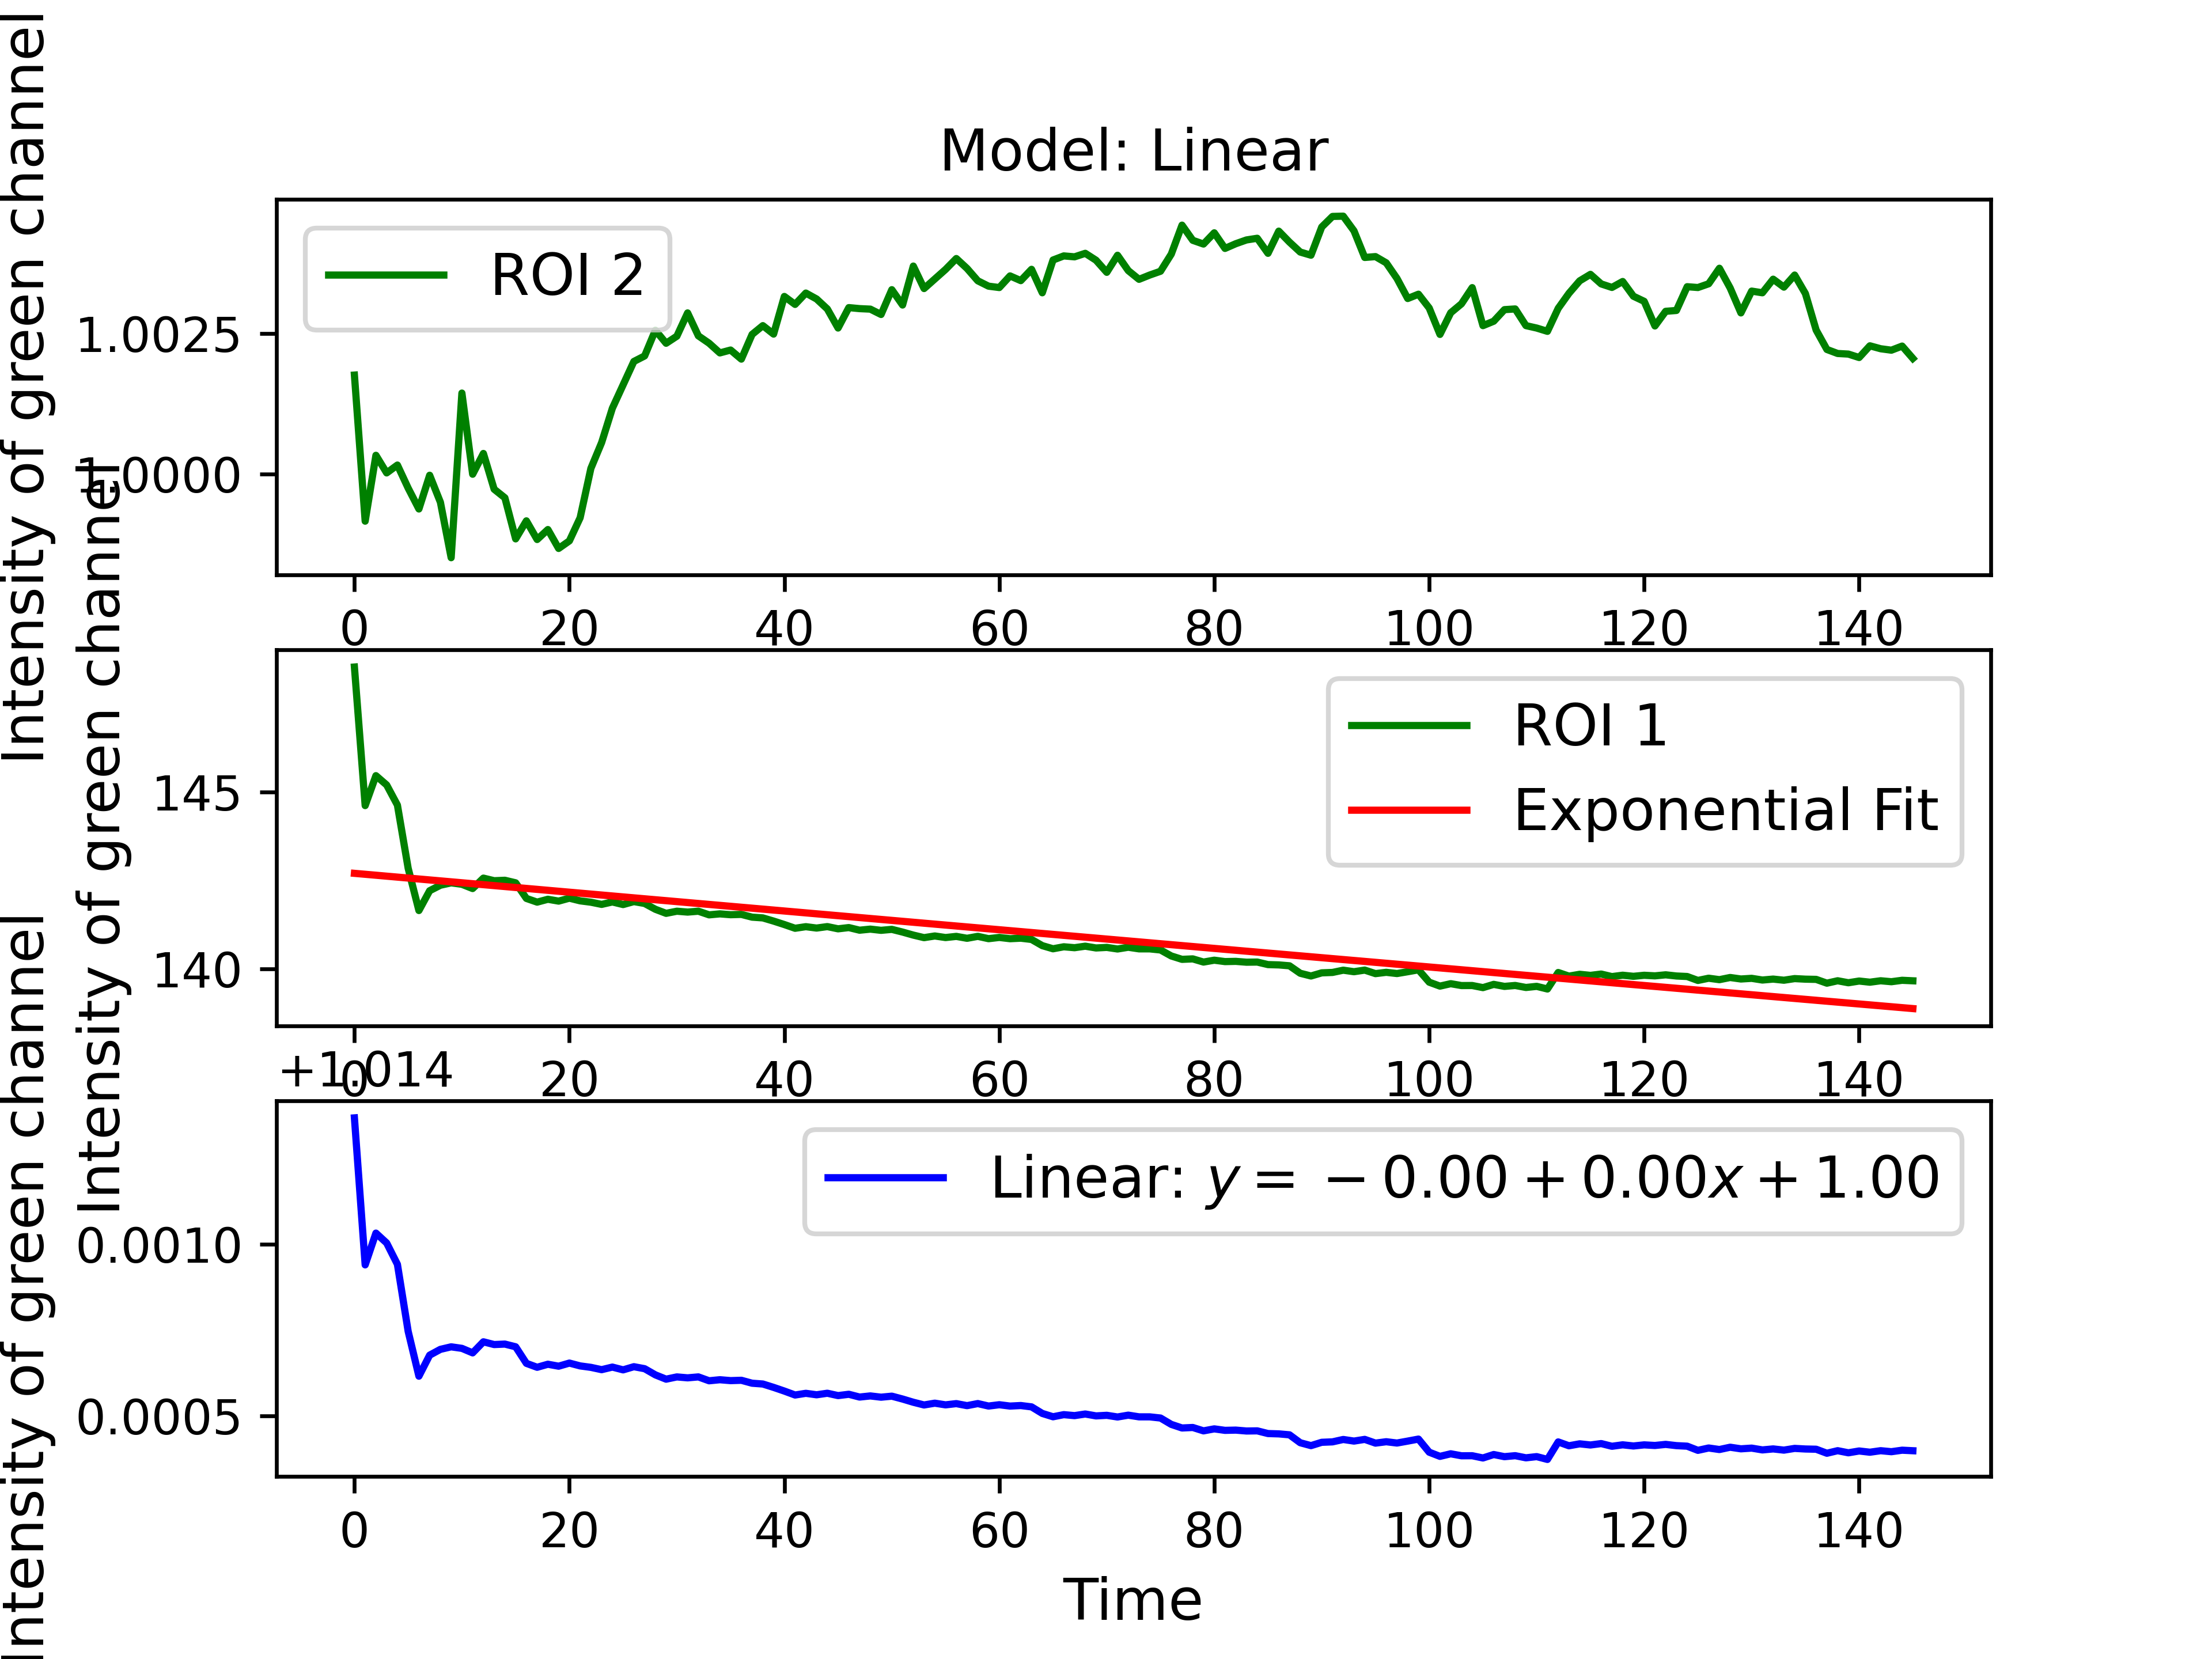 Model: Linear
Intensity of green channel
ROI 2
1.0025
1.0000
0 20 40 60 80 100 120 140
Intensity of green channel
ROI 1
Exponential Fit
145
140
0 20 40 60 80 100 120 140
+1.014
Intensity of green channel
Linear: y = − 0.00 + 0.00x + 1.00
0.0010
0.0005
0 20 40 60 80 100 120 140
Time